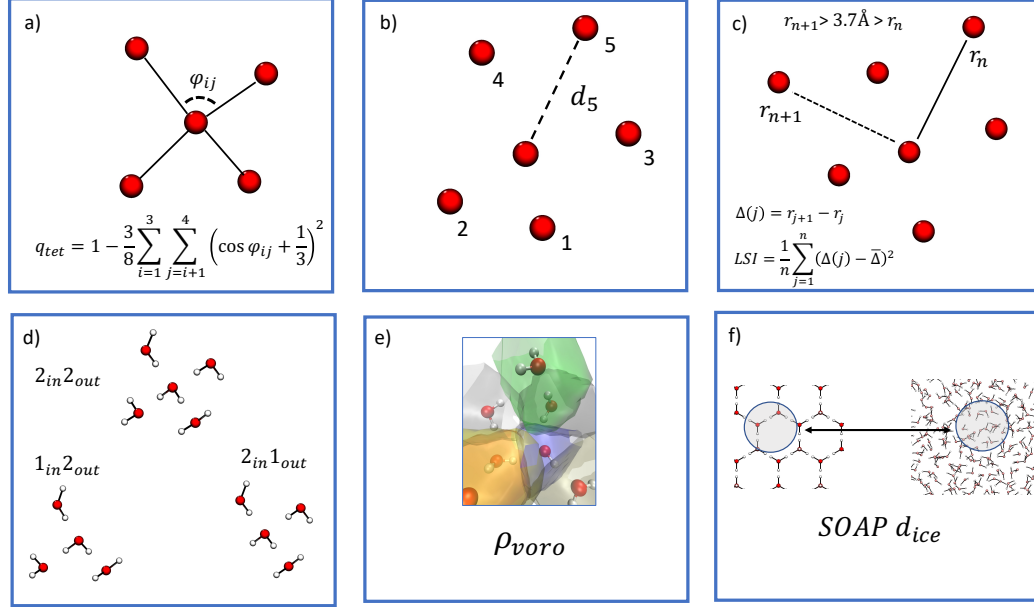 a)
φ_ij
q_tet = 1 − 3/8 ∑_{i=1}^{3} ∑_{j=i+1}^{4} (cos φ_ij + 1/3)^2
b)
5
4
d_5
3
2
1
c)
r_{n+1} > 3.7Å > r_n
r_n
r_{n+1}
Δ(j) = r_{j+1} − r_j
LSI = 1/n ∑_{j=1}^{n} (Δ(j) − Δ̅)^2
d)
2_in 2_out
1_in 2_out
2_in 1_out
e)
ρ_voro
f)
SOAP d_ice